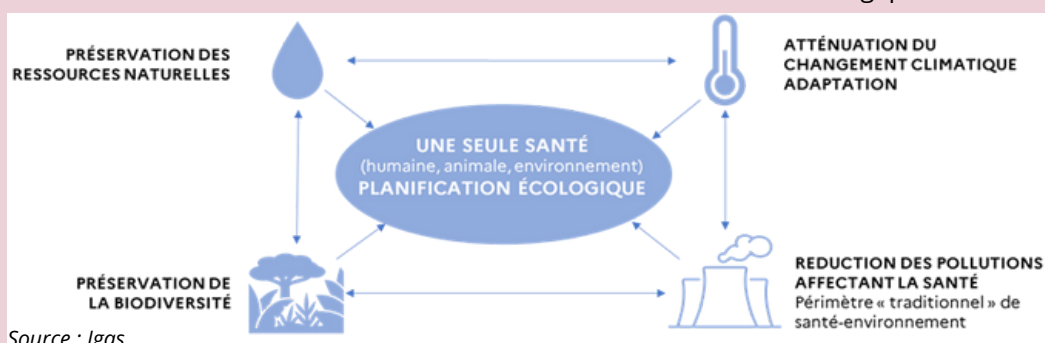 PRÉSERVATION DES
RESSOURCES NATURELLES
ATTÉNUATION DU
CHANGEMENT CLIMATIQUE
ADAPTATION
UNE SEULE SANTÉ
(humaine, animale, environnement)
PLANIFICATION ÉCOLOGIQUE
PRÉSERVATION DE
LA BIODIVERSITÉ
REDUCTION DES POLLUTIONS
AFFECTANT LA SANTÉ
Périmètre « traditionnel » de
santé-environnement
Source : Igas